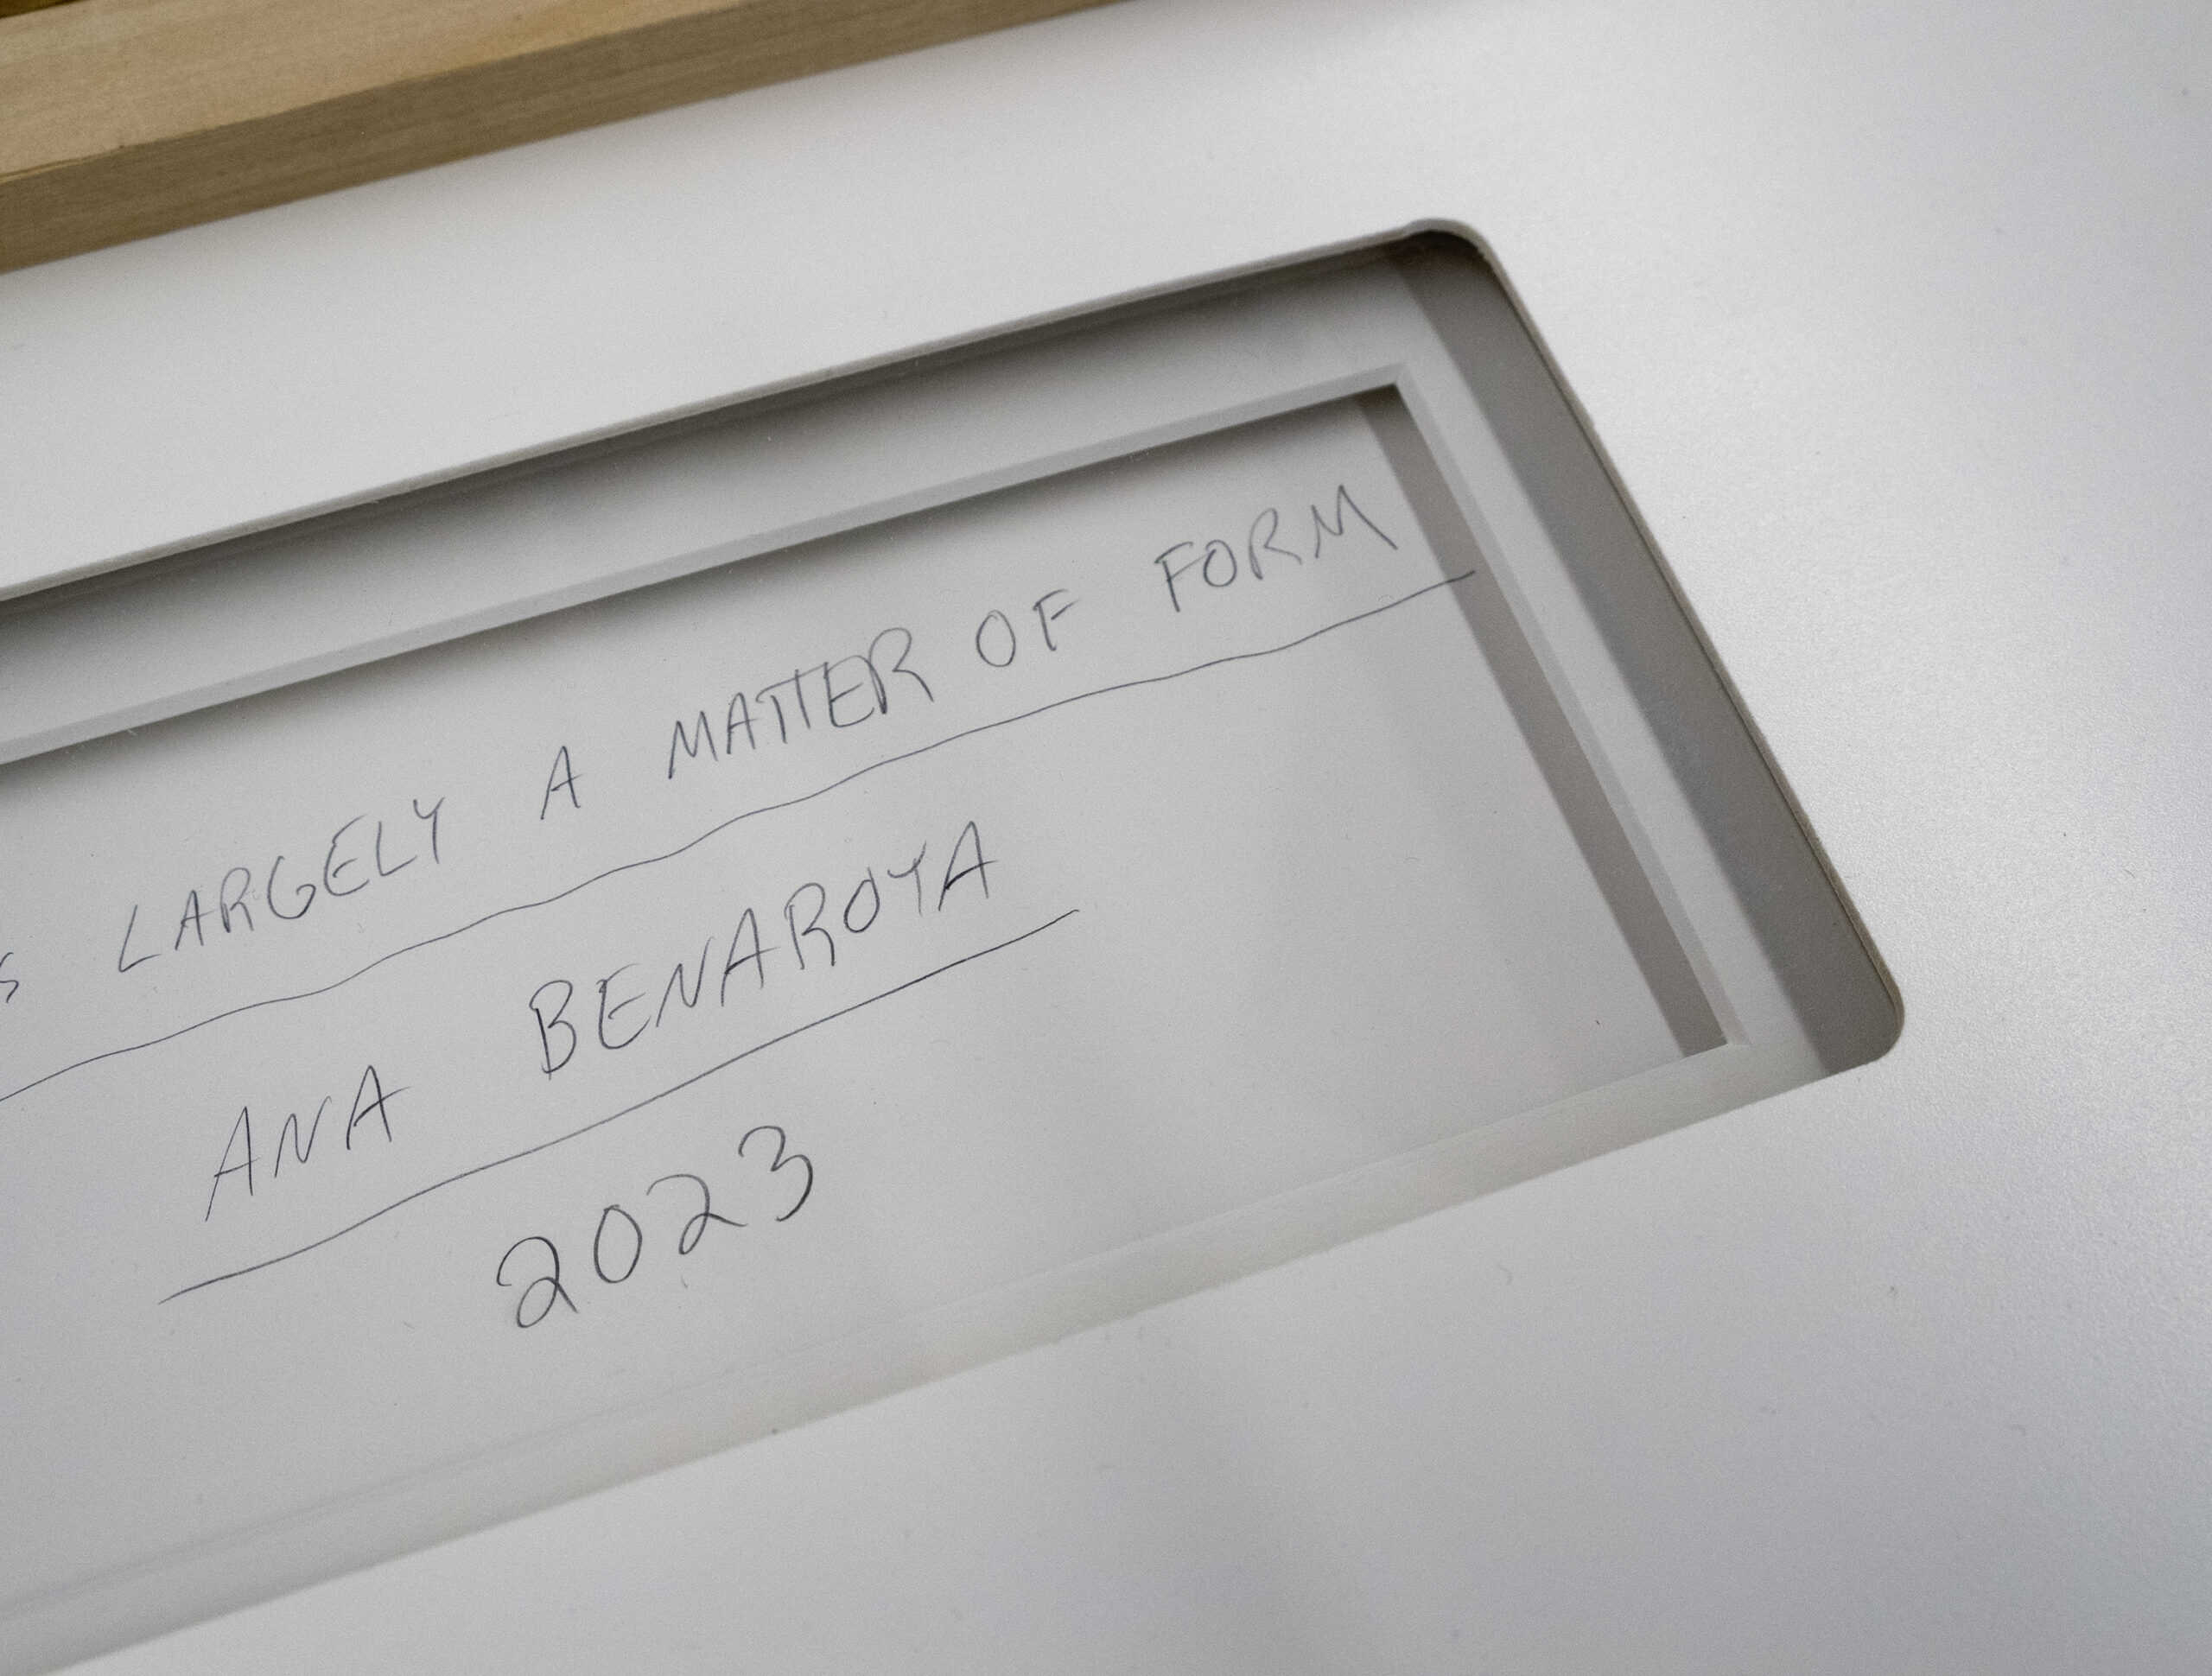 S LARGELY A MATTER OF FORM
ANA BENAROYA
2023